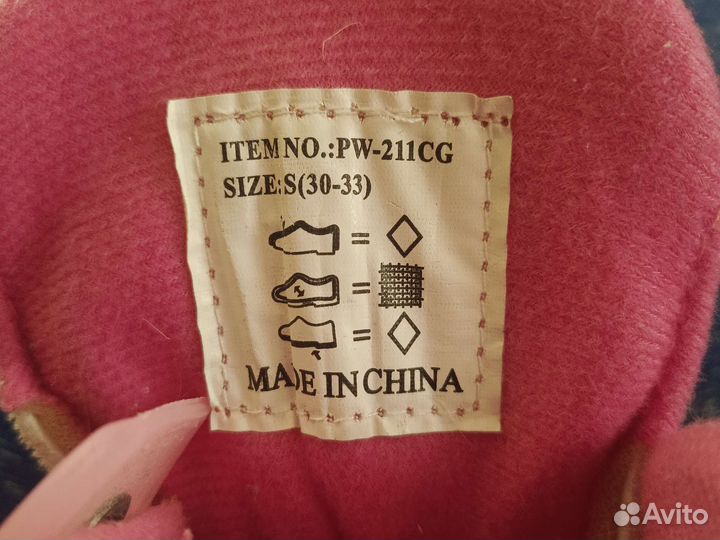 ITEM NO.:PW-211CG
SIZE:S(30-33)
=
=
=
MADE IN CHINA
Avito